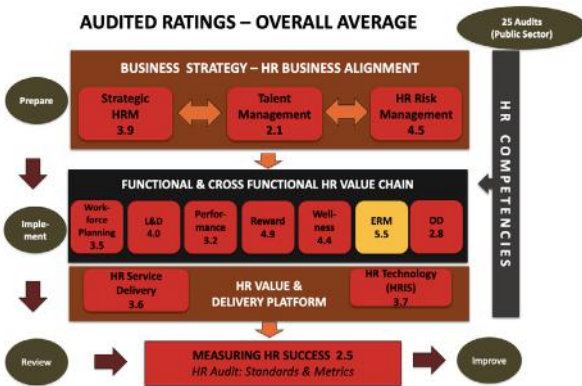 AUDITED RATINGS – OVERALL AVERAGE
25 Audits
(Public Sector)
BUSINESS STRATEGY – HR BUSINESS ALIGNMENT
Prepare
Strategic
HRM
3.9
Talent
Management
2.1
HR Risk
Management
4.5
HR COMPETENCIES
FUNCTIONAL & CROSS FUNCTIONAL HR VALUE CHAIN
Imple-
ment
Work-
force
Planning
3.5
L&D
4.0
Perfor-
mance
3.2
Reward
4.9
Well-
ness
4.4
ERM
5.5
OD
2.8
HR Service
Delivery
3.6
HR VALUE &
DELIVERY PLATFORM
HR Technology
(HRIS)
3.7
Review
MEASURING HR SUCCESS 2.5
HR Audit: Standards & Metrics
Improve